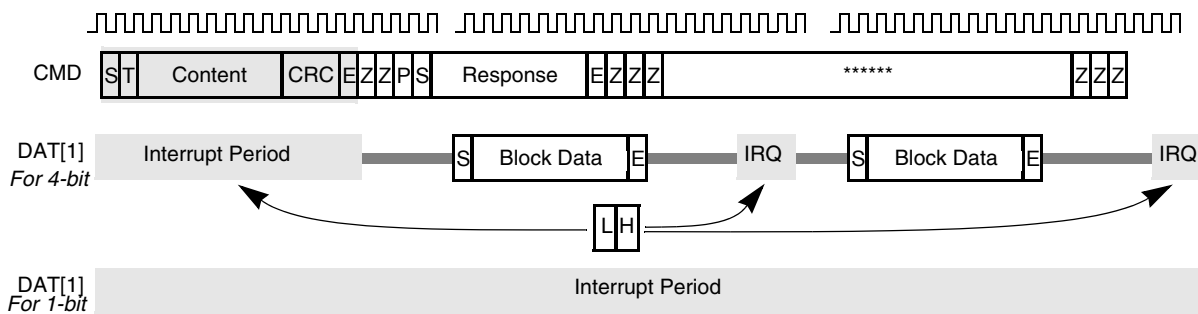 CMD S T Content CRC E Z Z P S Response E Z Z Z ****** Z Z Z
DAT[1] Interrupt Period S Block Data E IRQ S Block Data E IRQ
For 4-bit
L H
DAT[1] Interrupt Period
For 1-bit